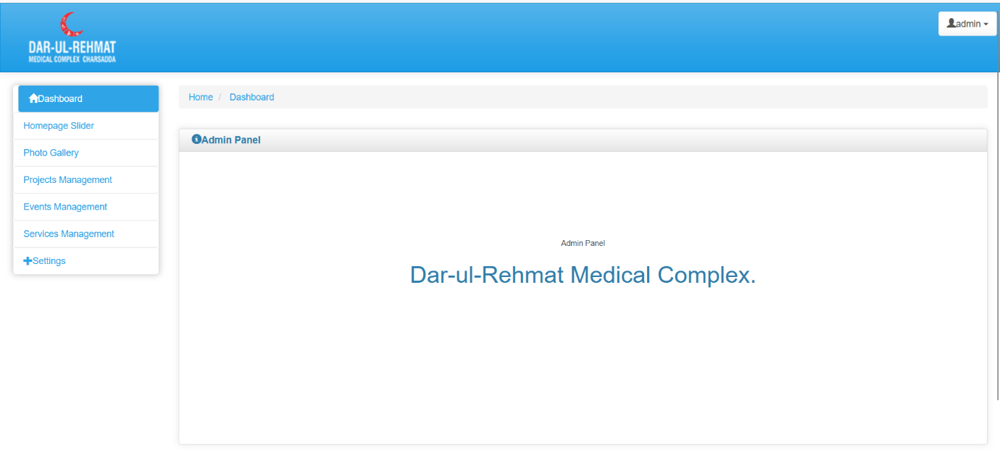 DAR-UL-REHMAT
MEDICAL COMPLEX CHARSADDA
admin
Dashboard
Homepage Slider
Photo Gallery
Projects Management
Events Management
Services Management
Settings
Home / Dashboard
Admin Panel
Admin Panel
Dar-ul-Rehmat Medical Complex.